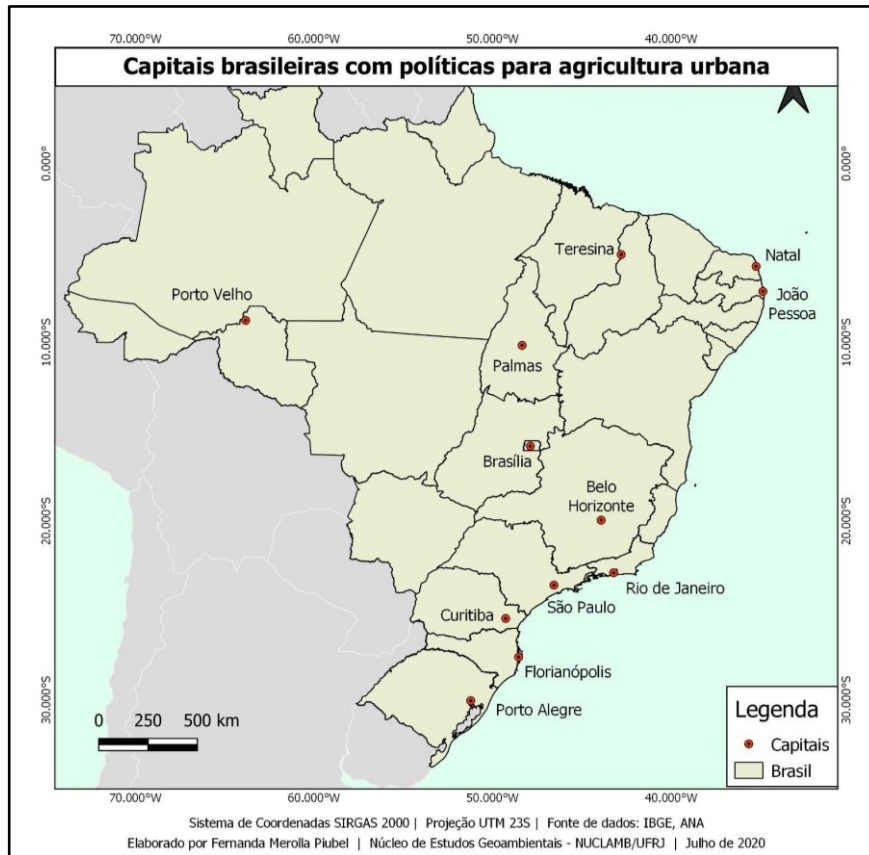 70.000°W 60.000°W 50.000°W 40.000°W
Capitais brasileiras com políticas para agricultura urbana
0.000° 0.000°
Teresina
Natal
Porto Velho
João
Pessoa
10.000°S 10.000°S
Palmas
Brasília
Belo
Horizonte
20.000°S 20.000°S
Rio de Janeiro
São Paulo
Curitiba
Florianópolis
30.000°S 30.000°S
Porto Alegre
0 250 500 km
Legenda
Capitais
Brasil
70.000°W 60.000°W 50.000°W 40.000°W
Sistema de Coordenadas SIRGAS 2000 | Projeção UTM 23S | Fonte de dados: IBGE, ANA
Elaborado por Fernanda Merolla Piubel | Núcleo de Estudos Geoambientais - NUCLAMB/UFRJ | Julho de 2020